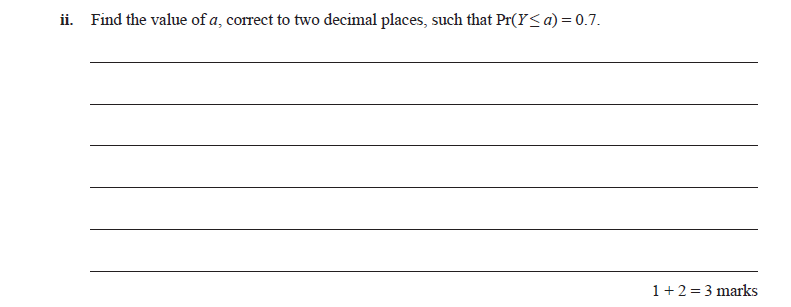 ii. Find the value of a, correct to two decimal places, such that Pr(Y ≤ a) = 0.7.
1 + 2 = 3 marks